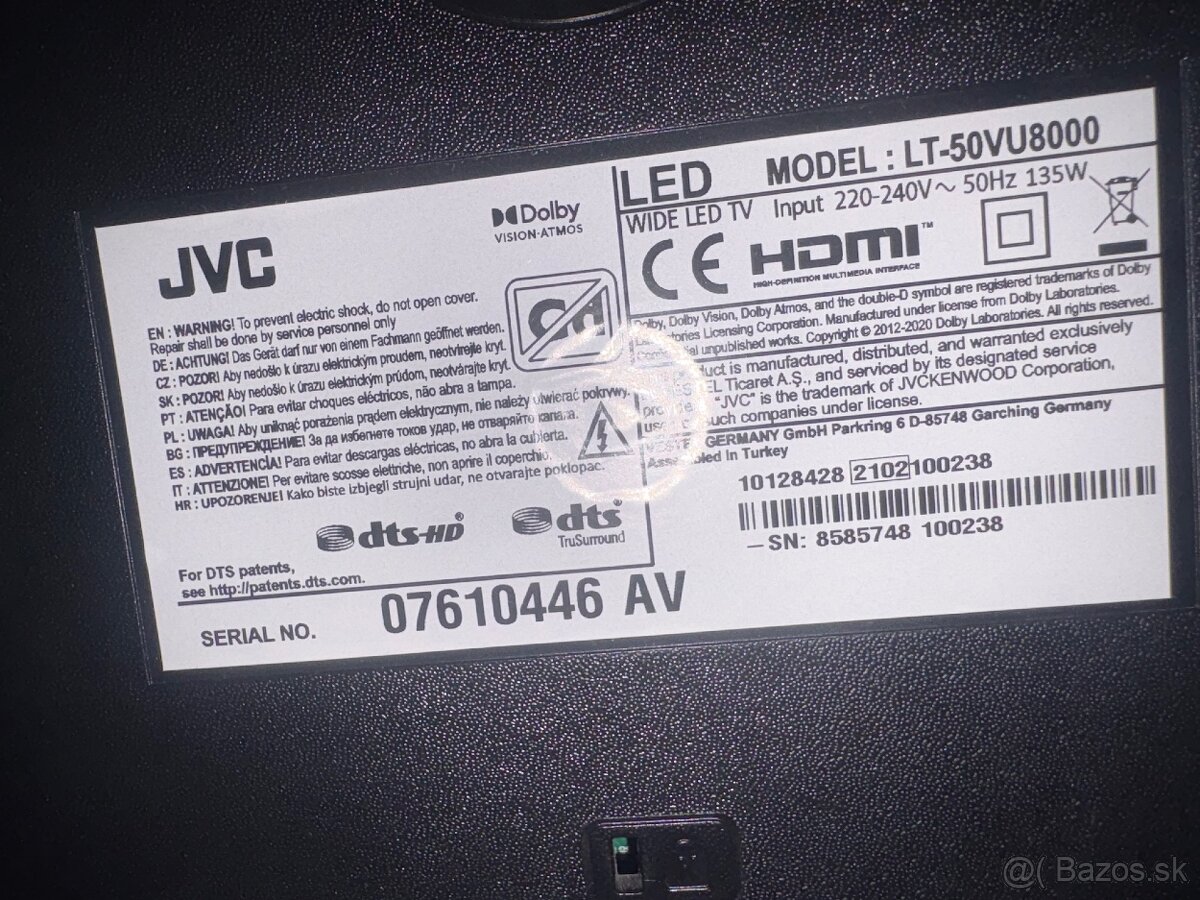 JVC
Dolby
VISION·ATMOS
EN : WARNING! To prevent electric shock, do not open cover.
Repair shall be done by service personnel only
DE : ACHTUNG! Das Gerät darf nur von einem Fachmann geöffnet werden.
CZ : POZOR! Aby nedošlo k úrazu elektrickým proudem, neotvírejte kryt.
SK : POZOR! Aby nedošlo k úrazu elektrickým prúdom, neotvárajte kryt.
PT : ATENÇÃO! Para evitar choques eléctricos, não abra a tampa.
PL : UWAGA! Aby uniknąć porażenia prądem elektrycznym, nie należy otwierać pokrywy.
BG : ПРЕДУПРЕЖДЕНИЕ! За да избегнете токов удар, не отваряйте капака.
ES : ADVERTENCIA! Para evitar descargas eléctricas, no abra la cubierta.
IT : ATTENZIONE! Per evitare scosse elettriche, non aprire il coperchio.
HR : UPOZORENJE! Kako biste izbjegli strujni udar, ne otvarajte poklopac.
Cd
dts-HD®
dts®
TruSurround
For DTS patents,
see http://patents.dts.com.
SERIAL NO. 07610446 AV
LED MODEL : LT-50VU8000
WIDE LED TV Input 220-240V~ 50Hz 135W
CE HDMI™
HIGH-DEFINITION MULTIMEDIA INTERFACE
Dolby, Dolby Vision, Dolby Atmos, and the double-D symbol are registered trademarks of Dolby
Licensing Corporation. Manufactured under license from Dolby Laboratories.
unpublished works. Copyright © 2012-2020 Dolby Laboratories. All rights reserved.
is manufactured, distributed, and warranted exclusively
Ticaret A.Ş., and serviced by its designated service
"JVC" is the trademark of JVCKENWOOD Corporation,
such companies under license.
GERMANY GmbH Parkring 6 D-85748 Garching Germany
Assembled In Turkey
10128428 2102 100238
SN: 8585748 100238
@( Bazos.sk